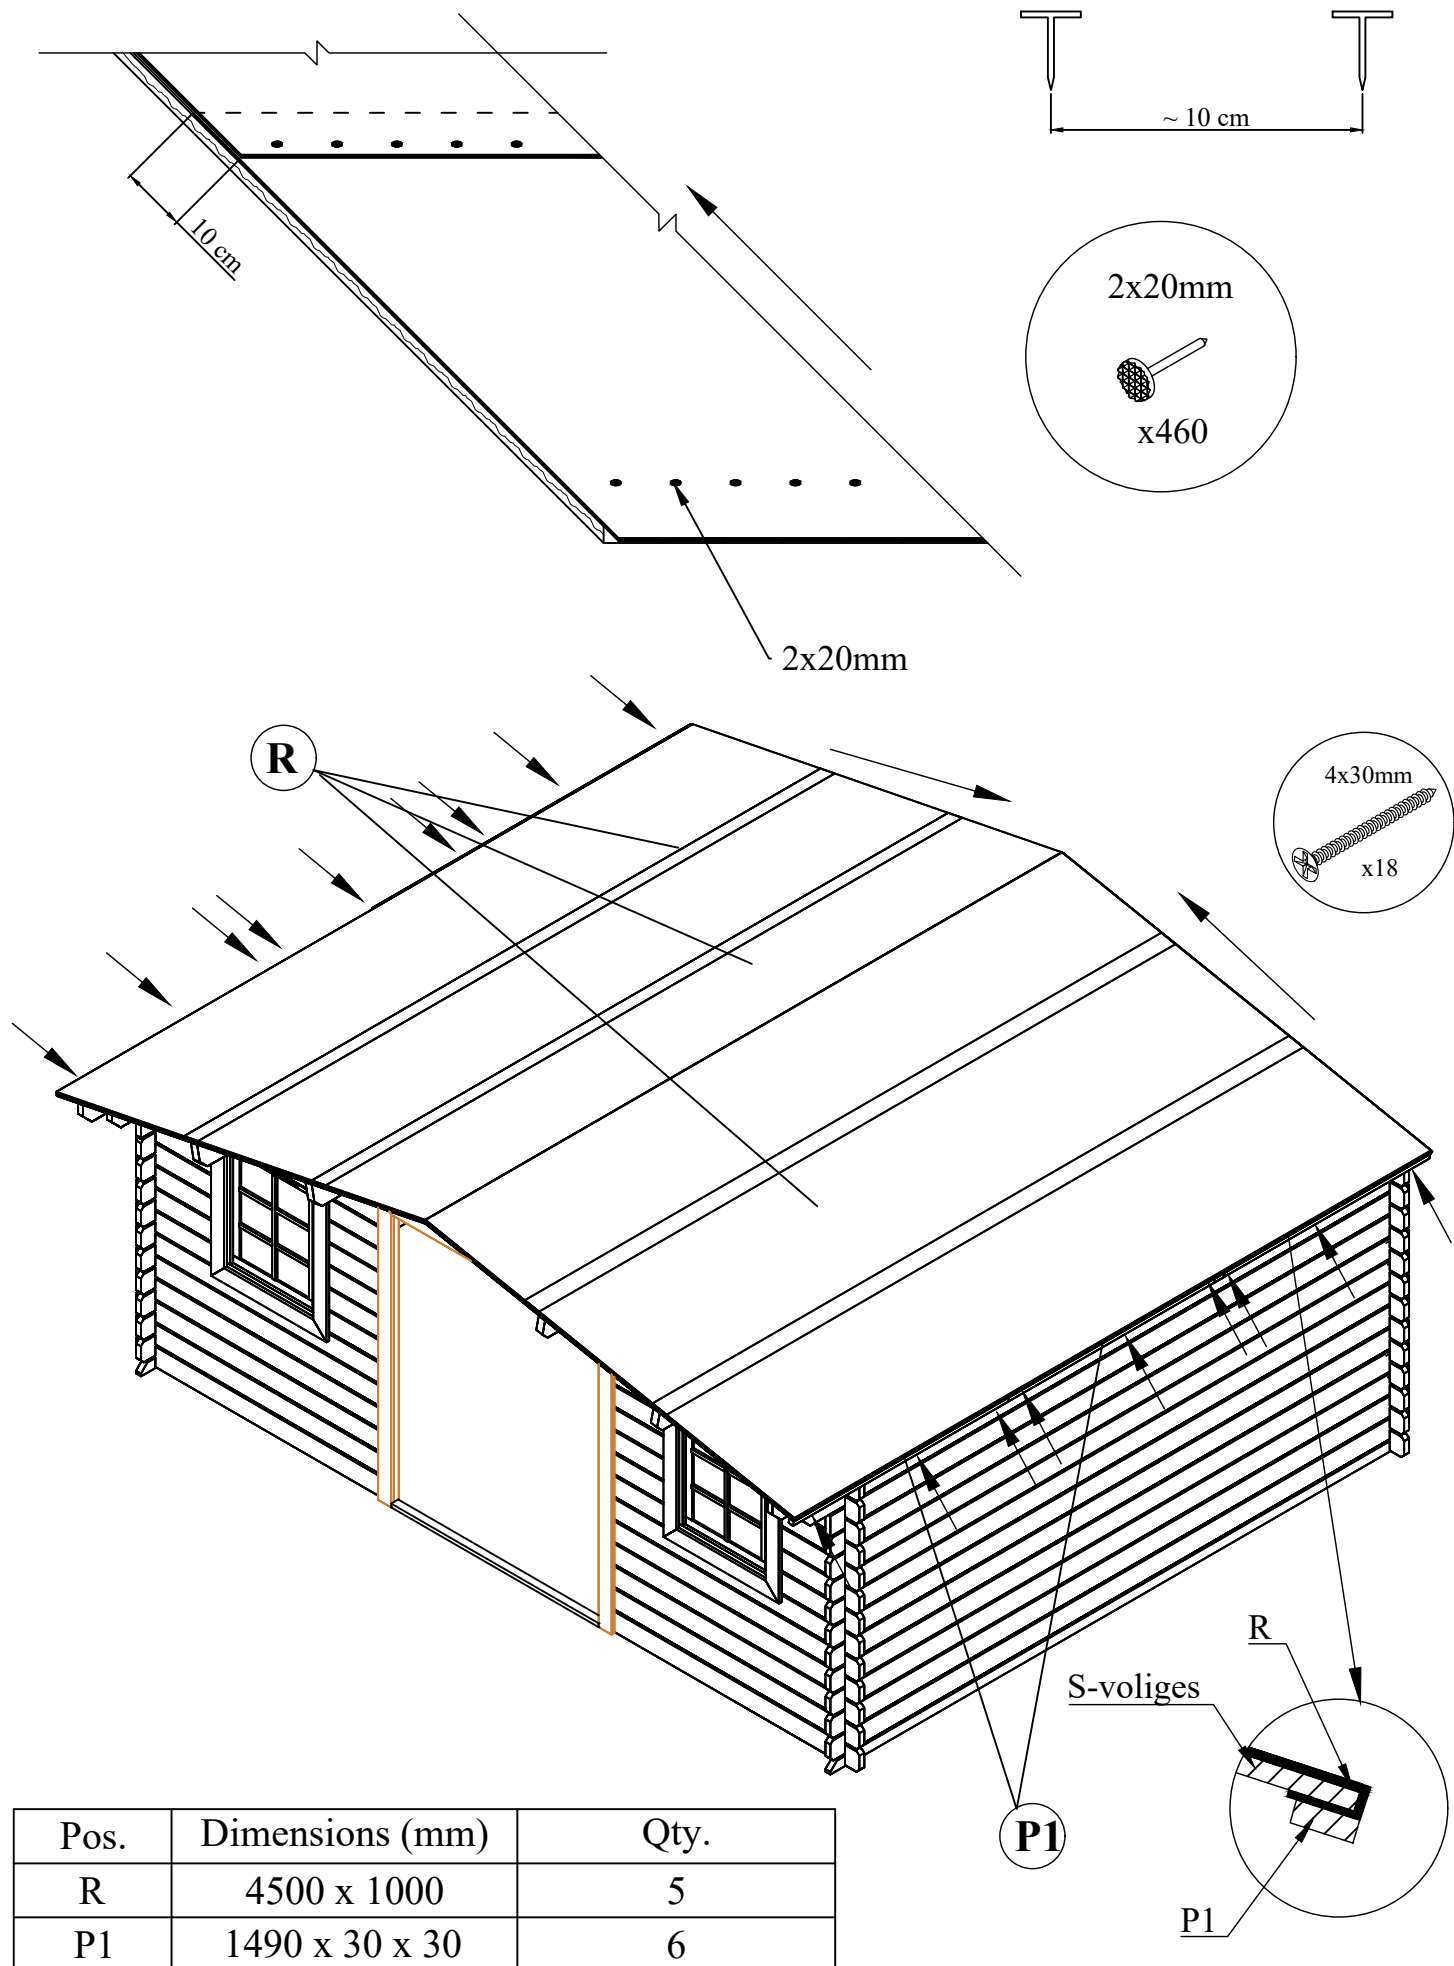 ~ 10 cm
10 cm
2x20mm
x460
2x20mm
R
4x30mm
x18
R
S-voliges
P1
P1
Pos. Dimensions (mm) Qty.
R 4500 x 1000 5
P1 1490 x 30 x 30 6